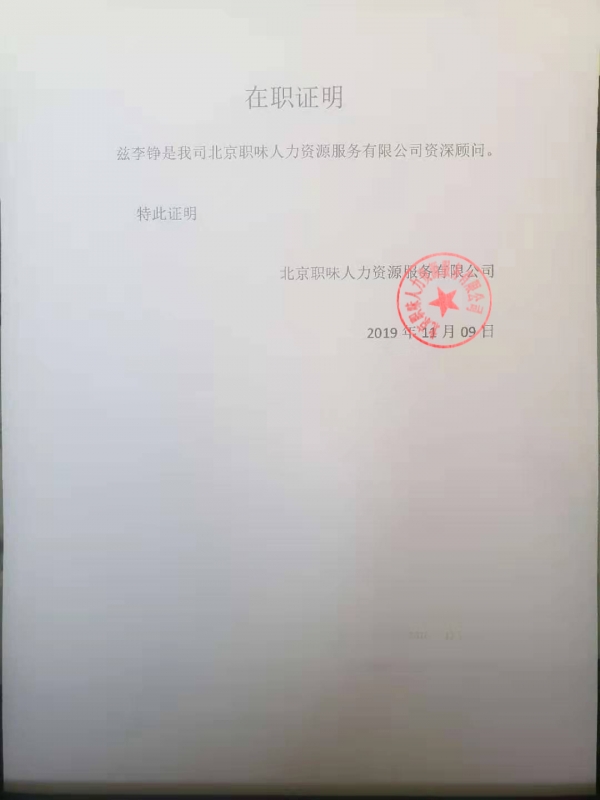 在职证明
兹李铮是我司北京职味人力资源服务有限公司资深顾问。
特此证明
北京职味人力资源服务有限公司
2019 年 11 月 09 日
北京职味人力资源服务有限公司